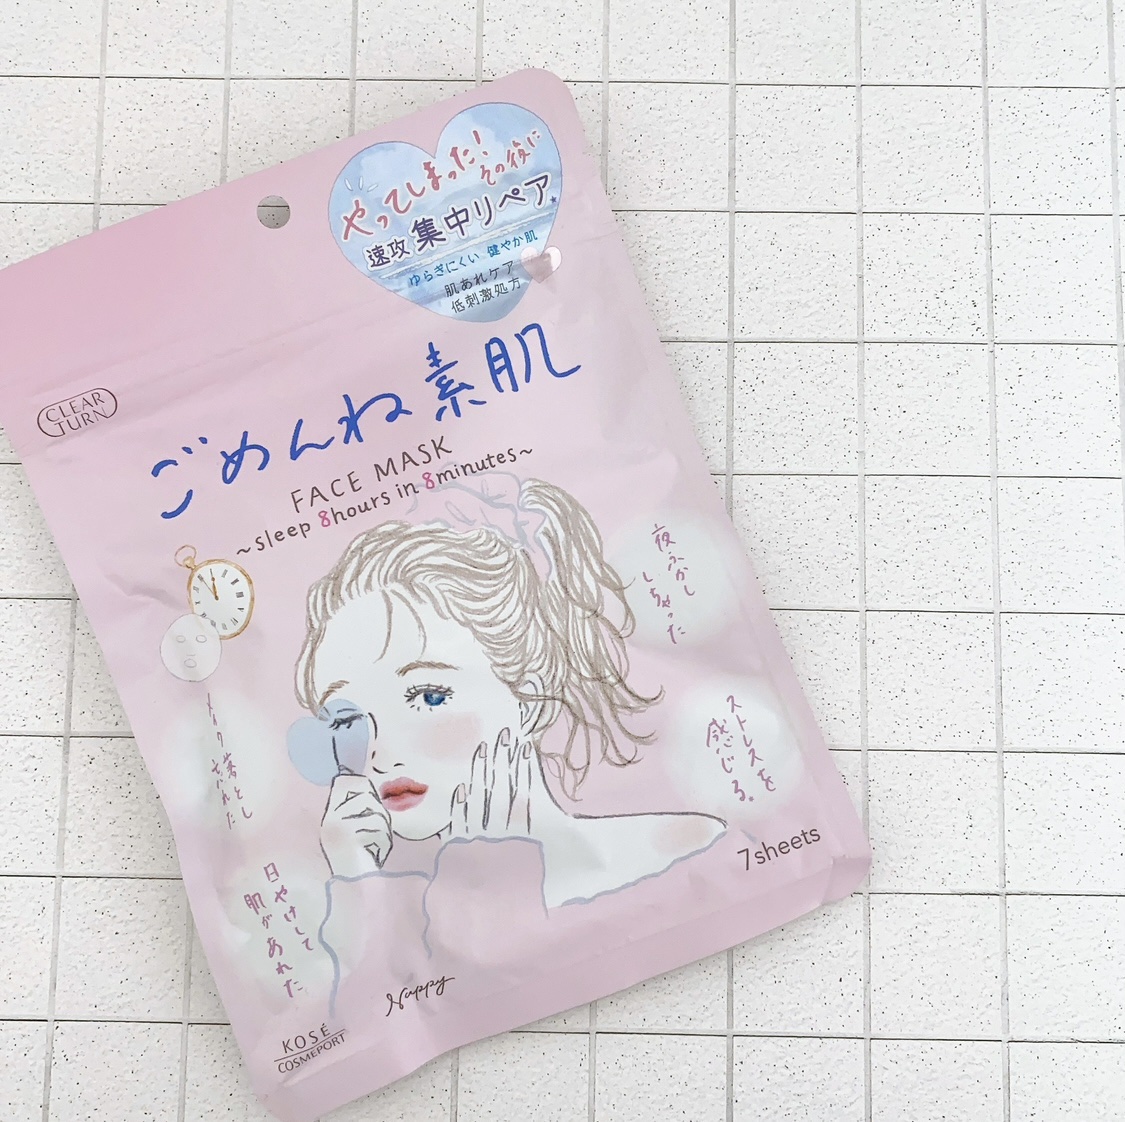 やってしまった!
その後に
速攻 集中リペア
ゆらぎにくい 健やか肌
肌あれケア
低刺激処方
CLEAR
TURN
ごめんね素肌
FACE MASK
~sleep 8hours in 8minutes~
夜ふかし
しちゃった
ストレスを
感じる。
メイク落とし
忘れた
日やけして
肌があれた
7sheets
Nuppy
KOSÉ
COSMEPORT